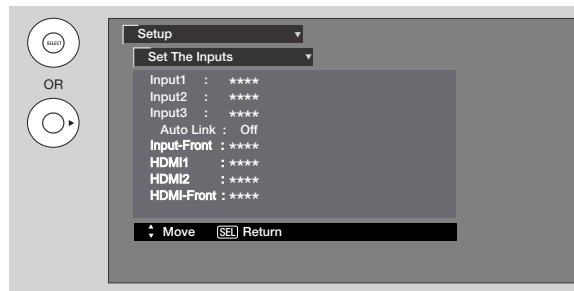 SELECT
OR
Setup
Set The Inputs
Input1 : ****
Input2 : ****
Input3 : ****
Auto Link : Off
Input-Front : ****
HDMI1 : ****
HDMI2 : ****
HDMI-Front : ****
Move SEL Return